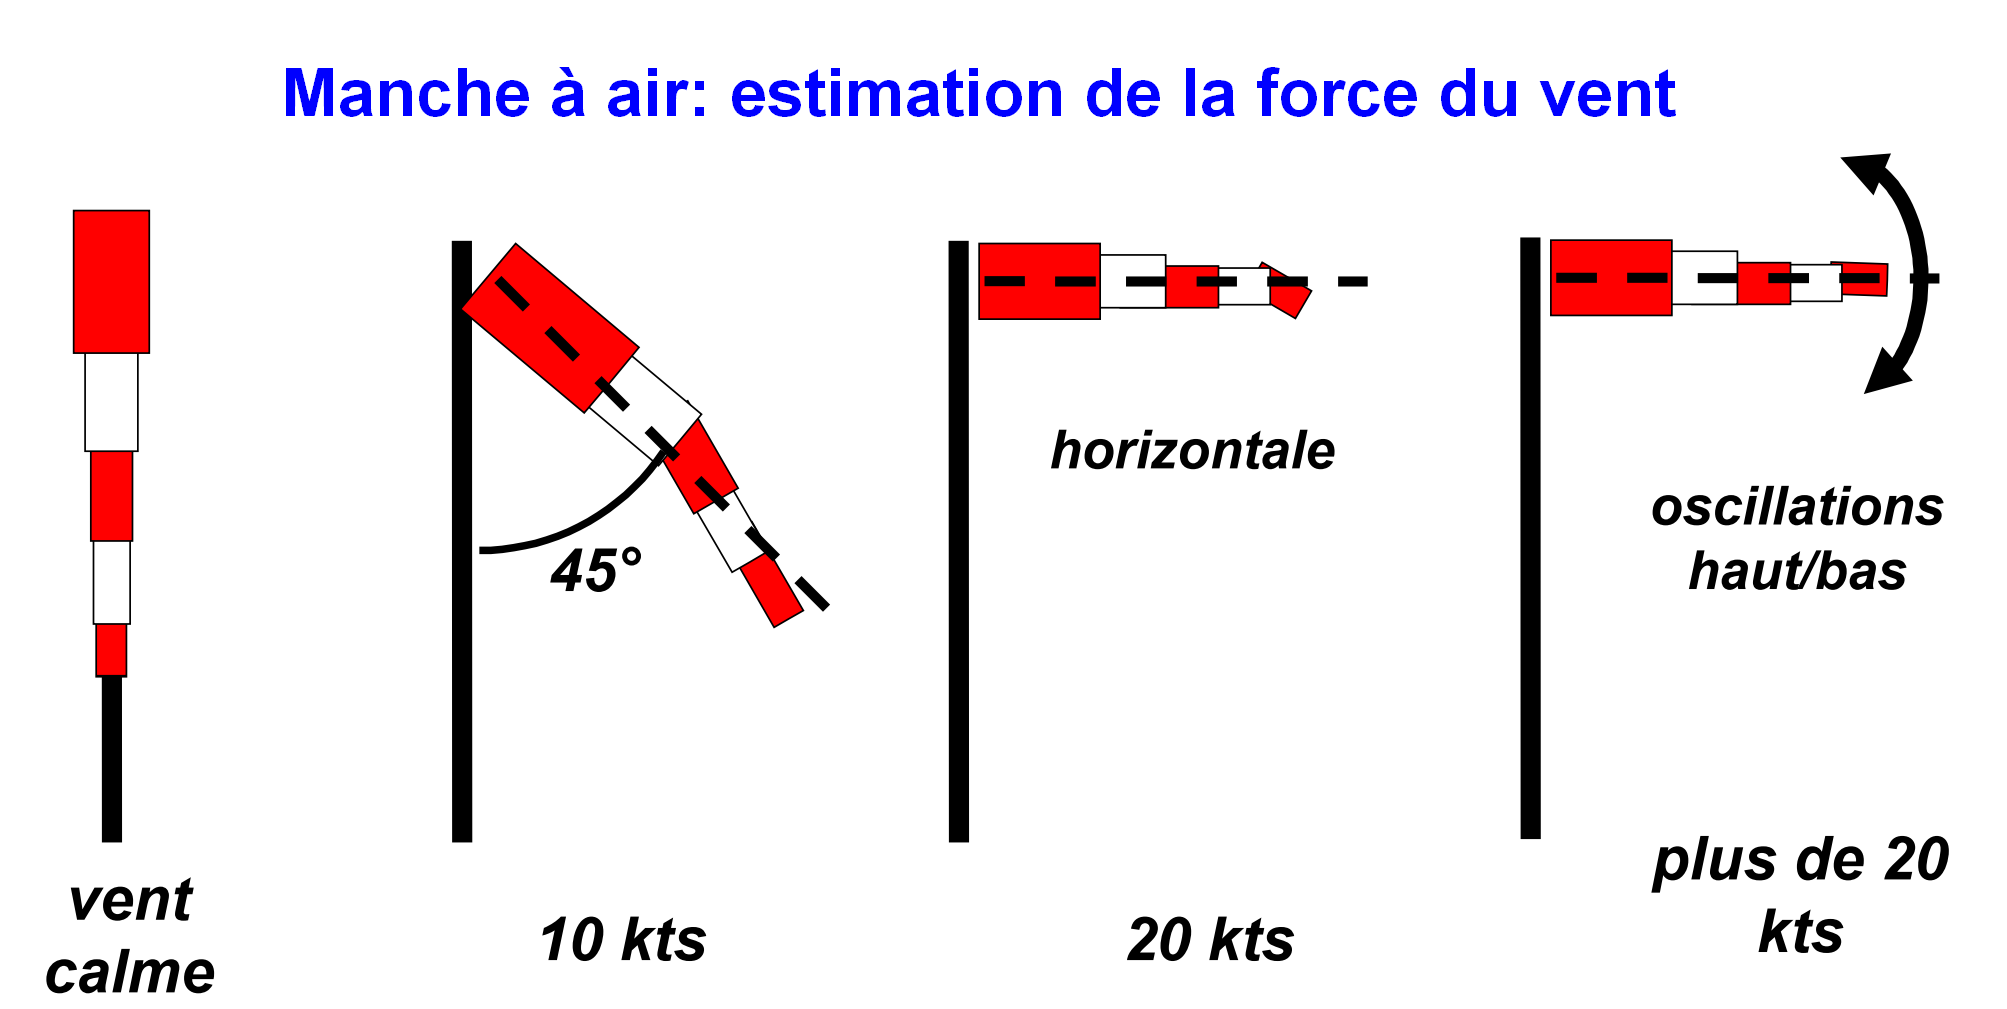 Manche à air: estimation de la force du vent
45°
horizontale
oscillations
haut/bas
vent
calme
10 kts
20 kts
plus de 20
kts